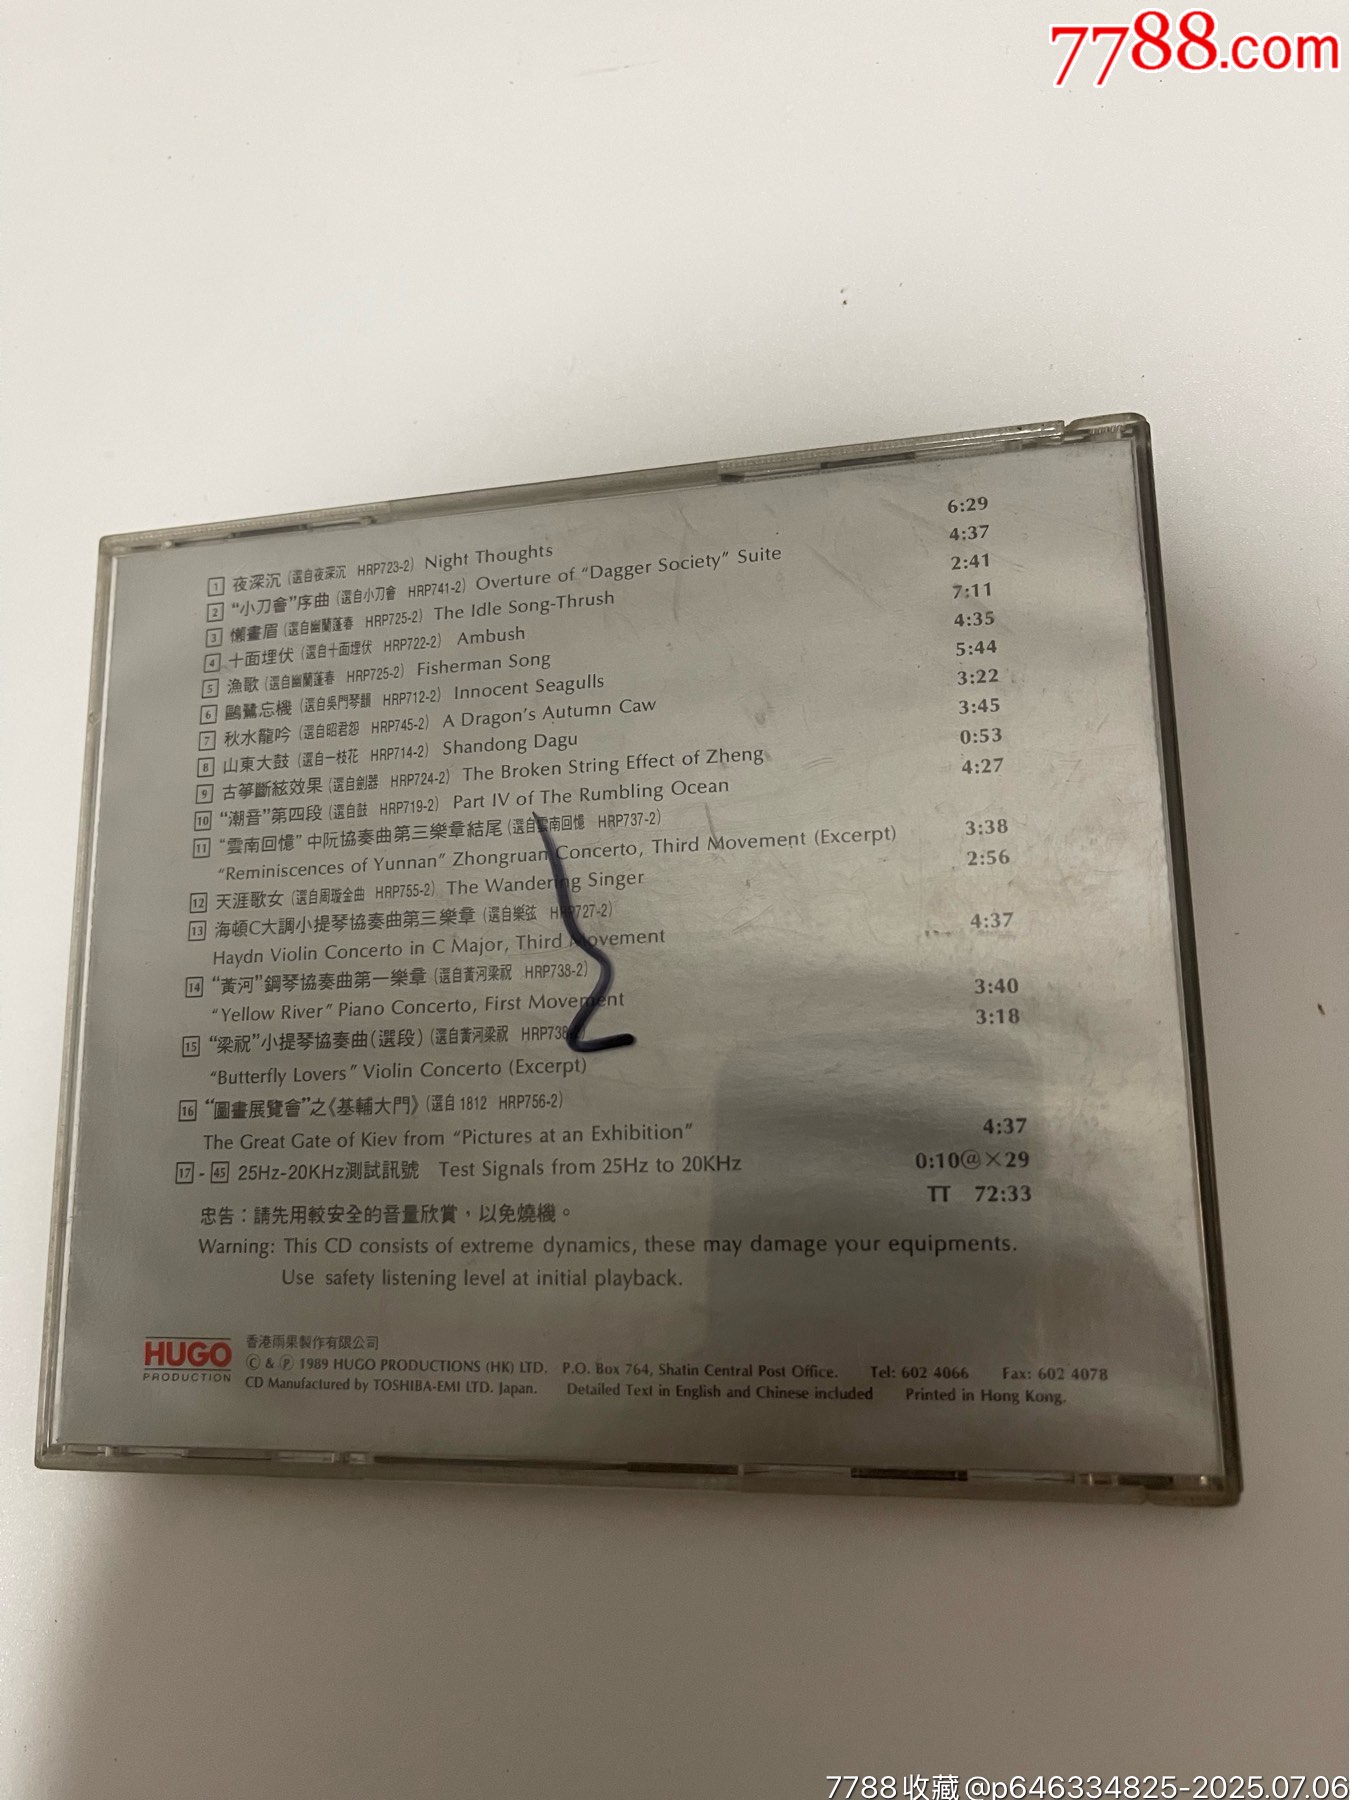 7788.com
1 夜深沉 (選自夜深沉 HRP723-2) Night Thoughts 6:29
2 “小刀會”序曲 (選自小刀會 HRP741-2) Overture of “Dagger Society” Suite 4:37
3 懶畫眉 (選自幽蘭蓬春 HRP725-2) The Idle Song-Thrush 2:41
4 十面埋伏 (選自十面埋伏 HRP722-2) Ambush 7:11
5 漁歌 (選自幽蘭蓬春 HRP725-2) Fisherman Song 4:35
6 鷗鷺忘機 (選自吳門琴韻 HRP712-2) Innocent Seagulls 5:44
7 秋水龍吟 (選自昭君怨 HRP745-2) A Dragon's Autumn Caw 3:22
8 山東大鼓 (選自一枝花 HRP714-2) Shandong Dagu 3:45
9 古箏斷絃效果 (選自劍器 HRP724-2) The Broken String Effect of Zheng 0:53
10 “潮音”第四段 (選自鼓 HRP719-2) Part IV of The Rumbling Ocean 4:27
11 “雲南回憶”中阮協奏曲第三樂章結尾 (選自雲南回憶 HRP737-2)
“Reminiscences of Yunnan” Zhongruan Concerto, Third Movement (Excerpt) 3:38
12 天涯歌女 (選自周璇金曲 HRP755-2) The Wandering Singer 2:56
13 海頓C大調小提琴協奏曲第三樂章 (選自樂弦 HRP727-2)
Haydn Violin Concerto in C Major, Third Movement 4:37
14 “黃河”鋼琴協奏曲第一樂章 (選自黃河梁祝 HRP738-2)
“Yellow River” Piano Concerto, First Movement 3:40
15 “梁祝”小提琴協奏曲(選段) (選自黃河梁祝 HRP738-2)
“Butterfly Lovers” Violin Concerto (Excerpt) 3:18
16 “圖畫展覽會”之《基輔大門》 (選自1812 HRP756-2)
The Great Gate of Kiev from “Pictures at an Exhibition” 4:37
17 - 45 25Hz-20KHz測試訊號 Test Signals from 25Hz to 20KHz 0:10@×29
TT 72:33
忠告：請先用較安全的音量欣賞，以免燒機。
Warning: This CD consists of extreme dynamics, these may damage your equipments.
Use safety listening level at initial playback.
HUGO
PRODUCTION
香港雨果製作有限公司
© & ℗ 1989 HUGO PRODUCTIONS (HK) LTD. P.O. Box 764, Shatin Central Post Office. Tel: 602 4066 Fax: 602 4078
CD Manufactured by TOSHIBA-EMI LTD. Japan. Detailed Text in English and Chinese included Printed in Hong Kong.
7788收藏@p646334825-2025.07.06